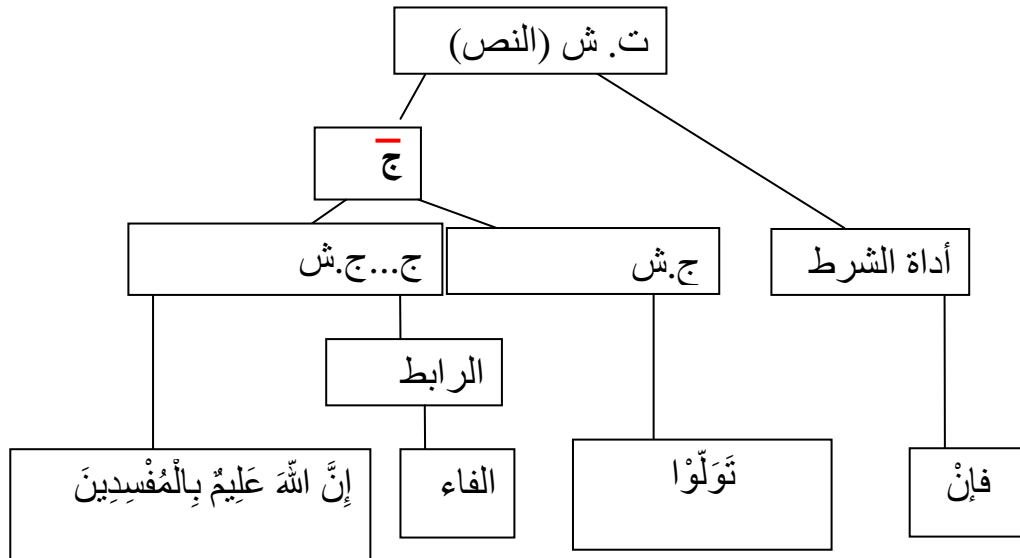 ت. ش (النص)
ج
أداة الشرط
ج.ش
ج...ج.ش
الرابط
فإنْ
تَوَلَّوْا
الفاء
إِنَّ اللّهَ عَلِيمٌ بِالْمُفْسِدِينَ